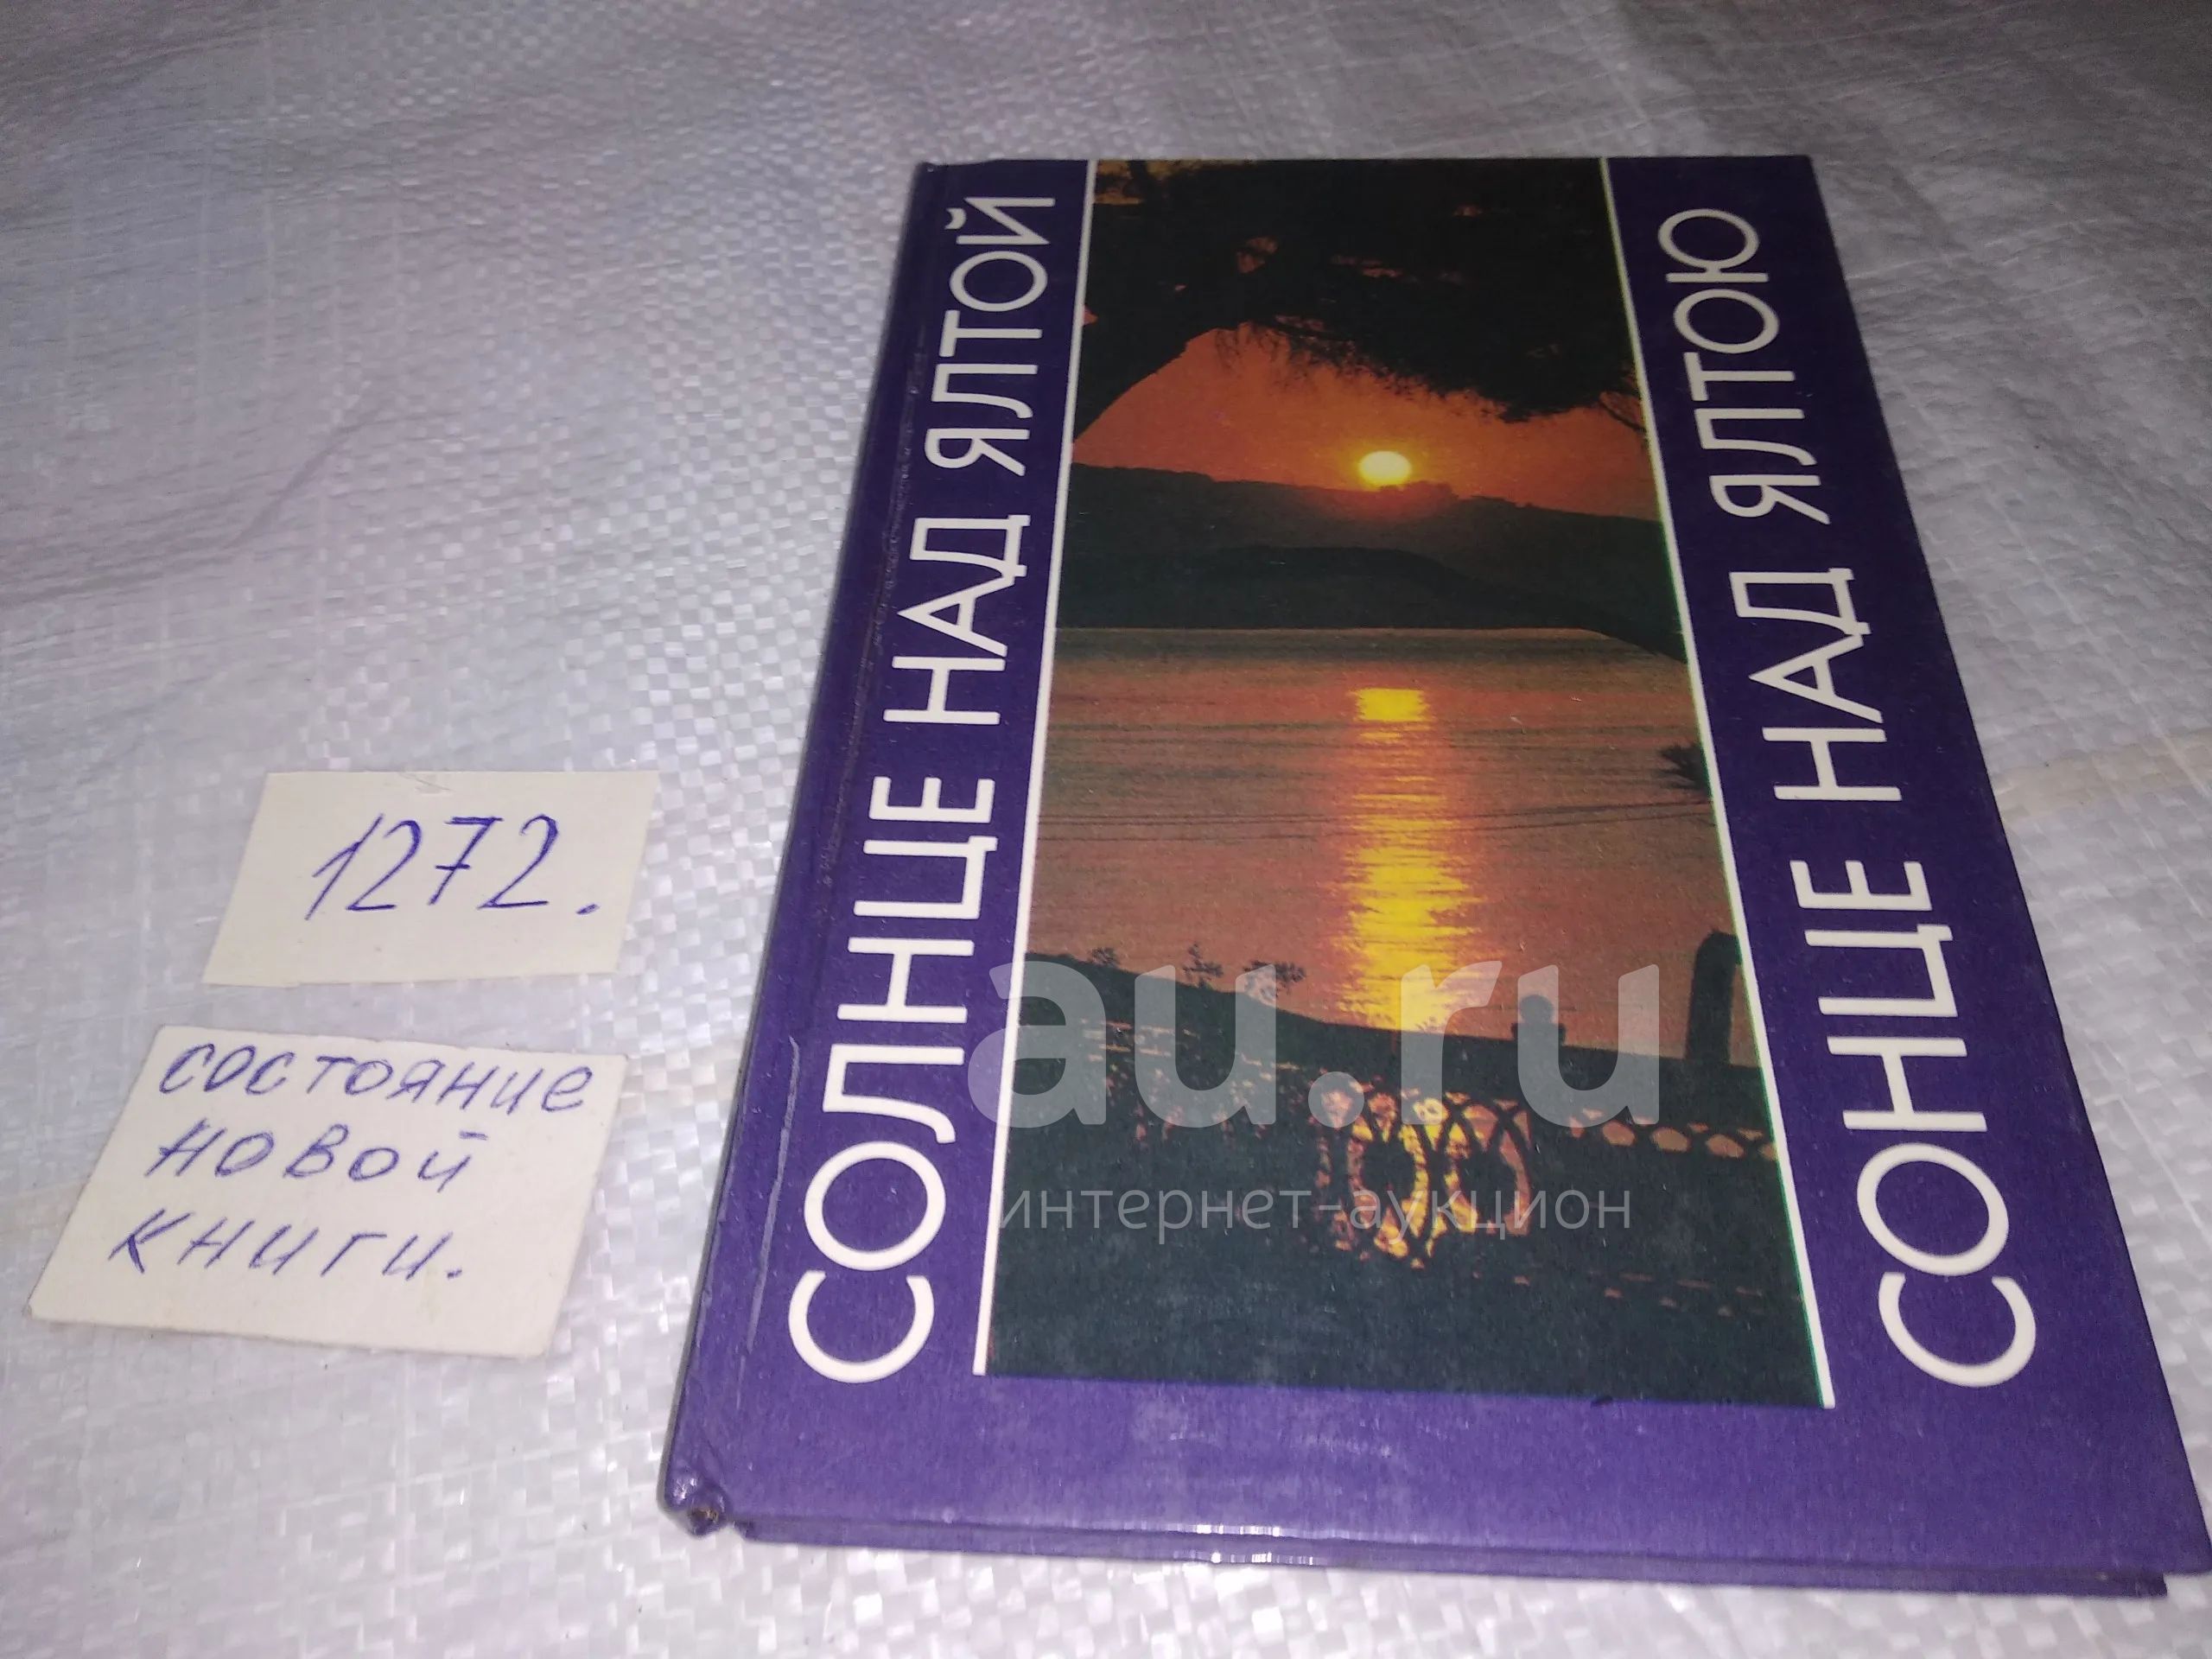 1272.
состояние
новой
книги.
СОЛНЦЕ НАД ЯЛТОЙ
СОНЦЕ НАД ЯЛТОЮ
au.ru
интернет-аукцион